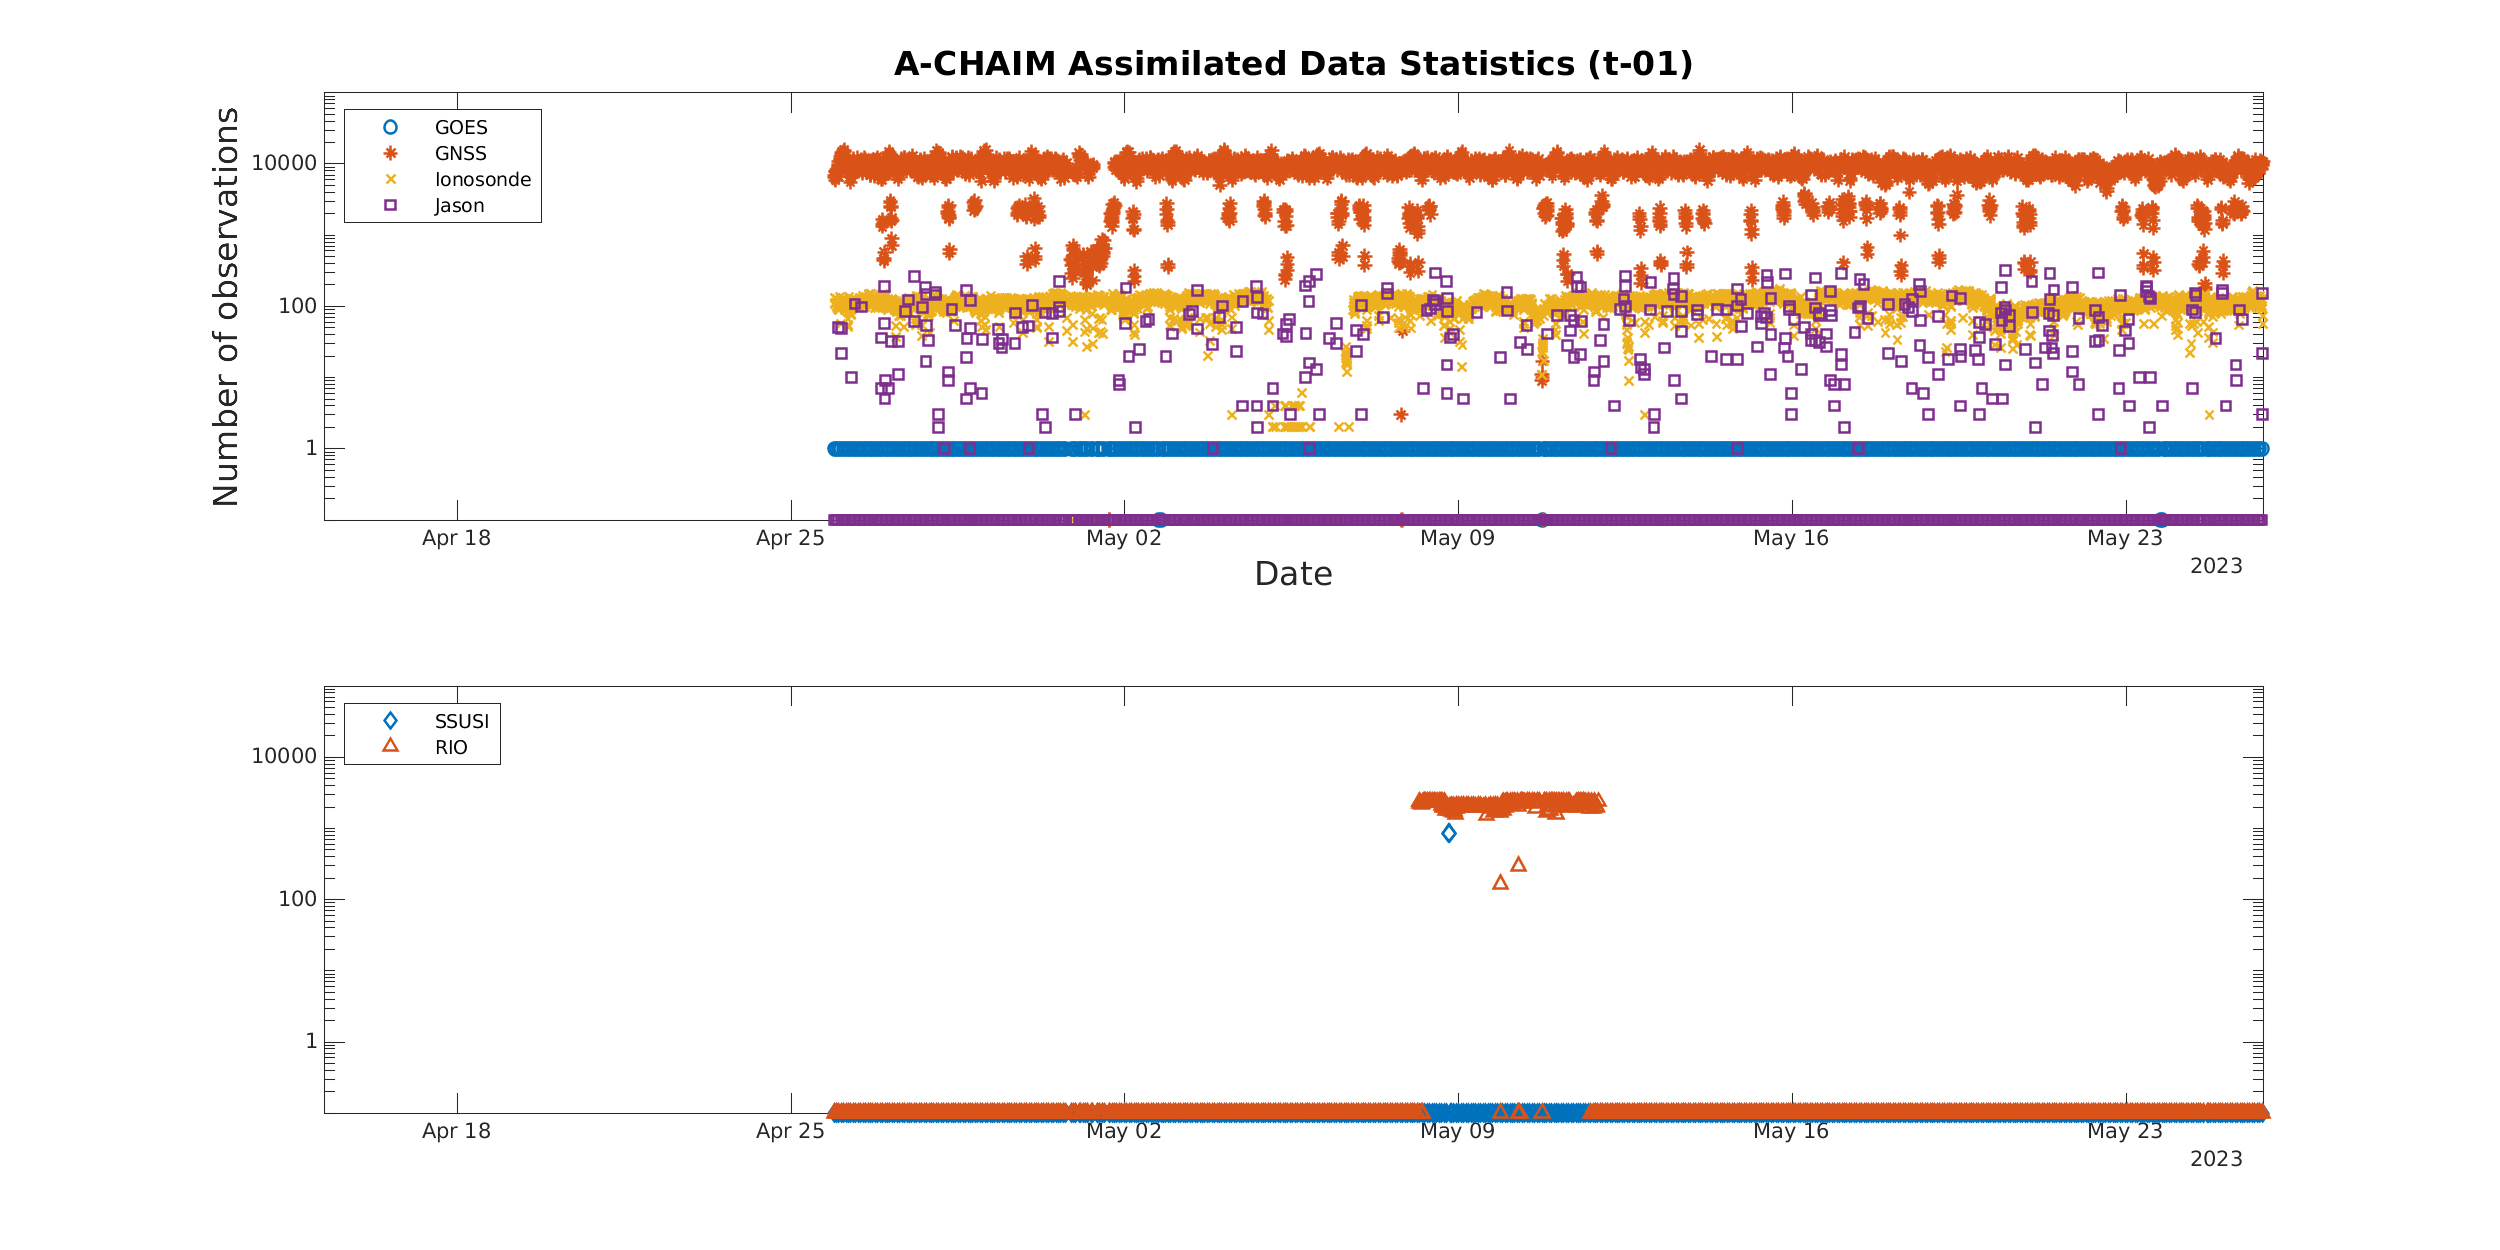 A-CHAIM Assimilated Data Statistics (t-01)
Number of observations
10000
100
1
GOES
GNSS
Ionosonde
Jason
Apr 18
Apr 25
May 02
May 09
May 16
May 23
2023
Date
10000
100
1
SSUSI
RIO
Apr 18
Apr 25
May 02
May 09
May 16
May 23
2023